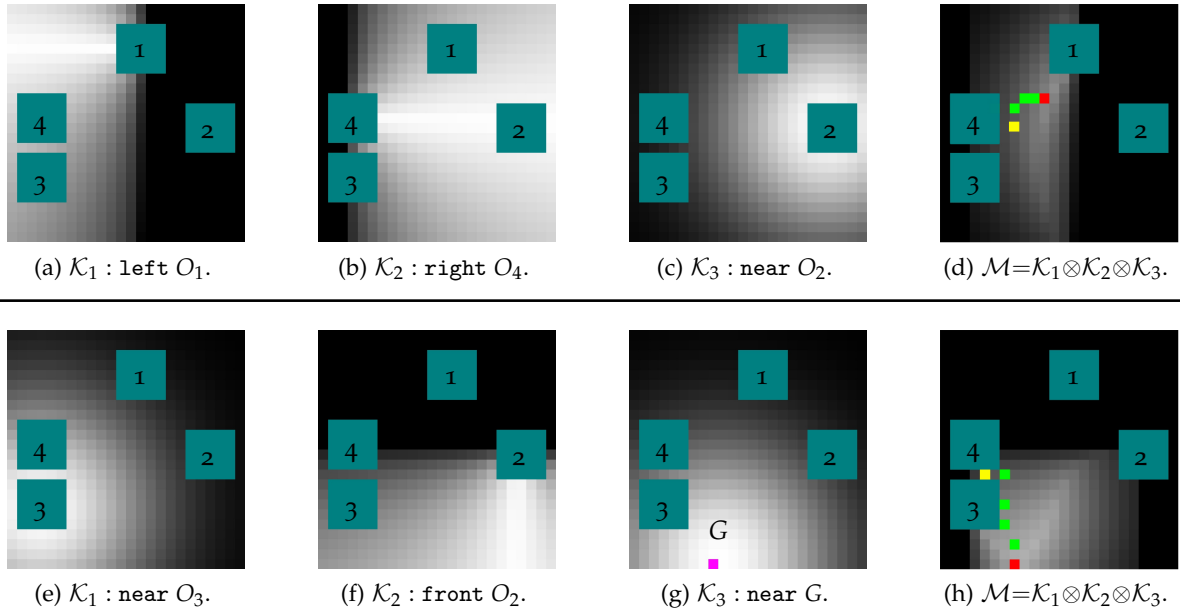 1 1 1 1
4 2 4 2 4 2 4 2
3 3 3 3
(a) 𝒦₁ : left O₁. (b) 𝒦₂ : right O₄. (c) 𝒦₃ : near O₂. (d) ℳ=𝒦₁⊗𝒦₂⊗𝒦₃.
1 1 1 1
4 2 4 2 4 2 4 2
3 3 3 3
G
(e) 𝒦₁ : near O₃. (f) 𝒦₂ : front O₂. (g) 𝒦₃ : near G. (h) ℳ=𝒦₁⊗𝒦₂⊗𝒦₃.